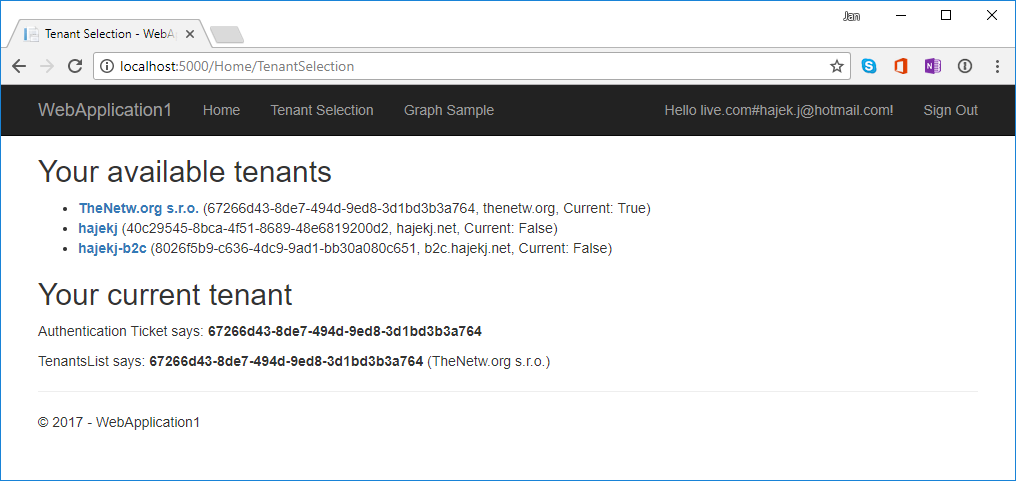 Jan
Tenant Selection - WebA
localhost:5000/Home/TenantSelection
WebApplication1 Home Tenant Selection Graph Sample Hello live.com#hajek.j@hotmail.com! Sign Out
Your available tenants
TheNetw.org s.r.o. (67266d43-8de7-494d-9ed8-3d1bd3b3a764, thenetw.org, Current: True)
hajekj (40c29545-8bca-4f51-8689-48e6819200d2, hajekj.net, Current: False)
hajekj-b2c (8026f5b9-c636-4dc9-9ad1-bb30a080c651, b2c.hajekj.net, Current: False)
Your current tenant
Authentication Ticket says: 67266d43-8de7-494d-9ed8-3d1bd3b3a764
TenantsList says: 67266d43-8de7-494d-9ed8-3d1bd3b3a764 (TheNetw.org s.r.o.)
© 2017 - WebApplication1